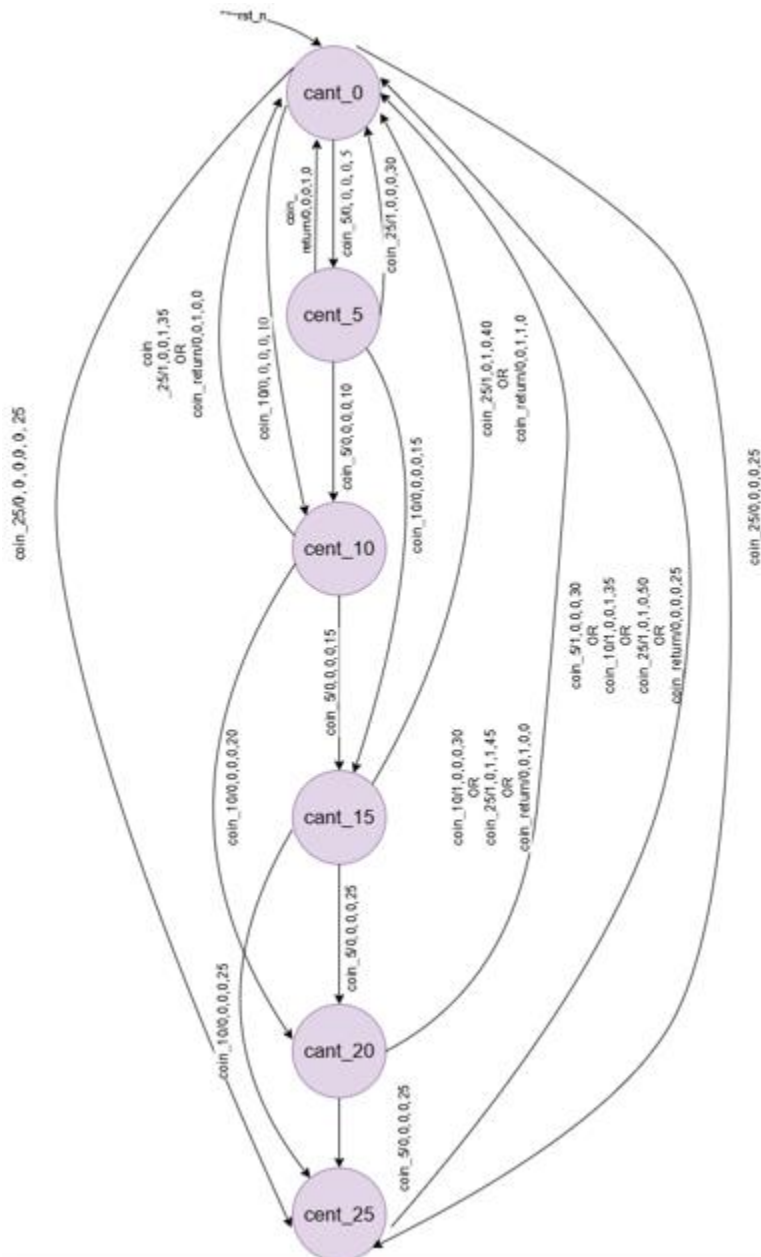 rst_n
cant_0
coin_
return/0,0,0,1,0
coin_5/0, 0, 0, 0, 5
coin_25/1,0,0,0,30
cent_5
coin
_25/1,0,0,1,35
OR
coin_return/0,0,1,0,0
coin_10/0, 0, 0, 0, 10
coin_25/1,0,1,0,40
OR
coin_return/0,0,1,1,0
coin_5/0,0,0,0,10
coin_10/0,0,0,0,15
coin_25/0, 0, 0, 0, 0, 25
coin_25/0,0,0,0,25
cent_10
coin_5/0,0,0,0,15
coin_5/1,0,0,0,30
OR
coin_10/1,0,0,1,35
OR
coin_25/1,0,1,0,50
OR
coin_return/0,0,0,0,25
coin_10/0,0,0,0,20
coin_10/1,0,0,0,30
OR
coin_25/1,0,1,1,45
OR
coin_return/0,0,1,0,0
cant_15
coin_5/0,0,0,0,25
coin_10/0,0,0,0,25
cant_20
coin_5/0,0,0,0,25
cent_25